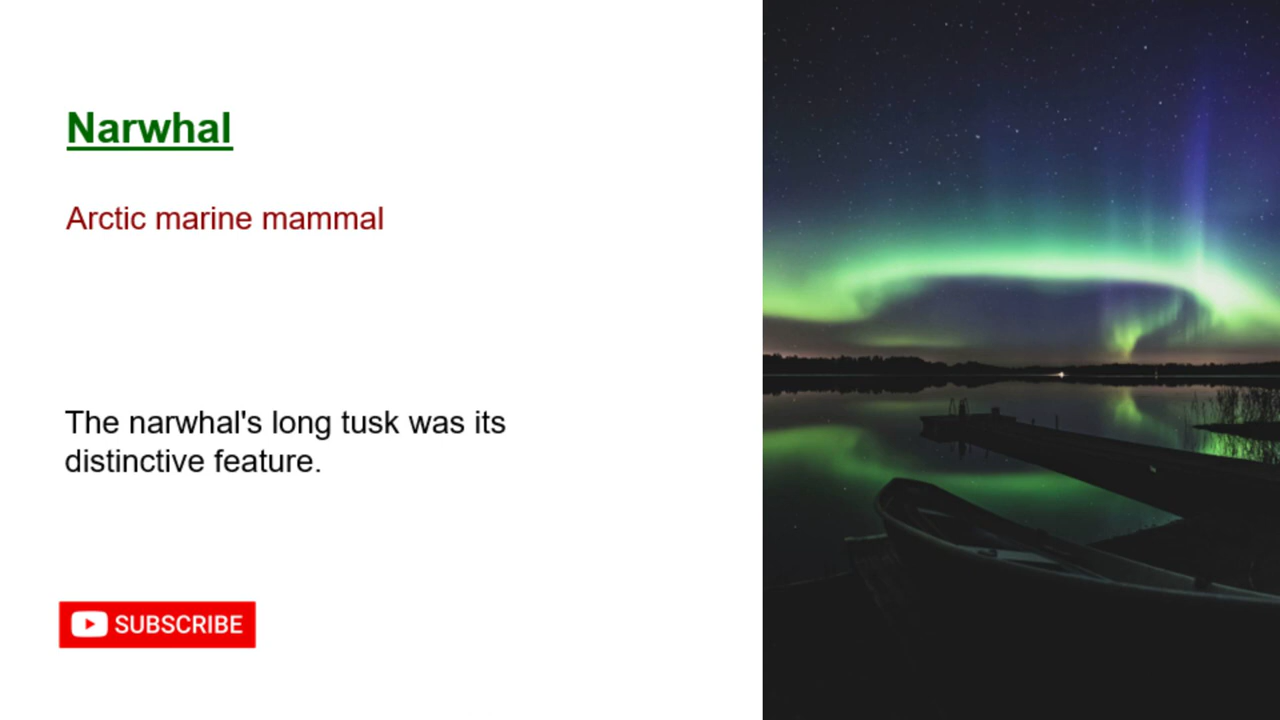 Narwhal
Arctic marine mammal
The narwhal's long tusk was its
distinctive feature.
SUBSCRIBE